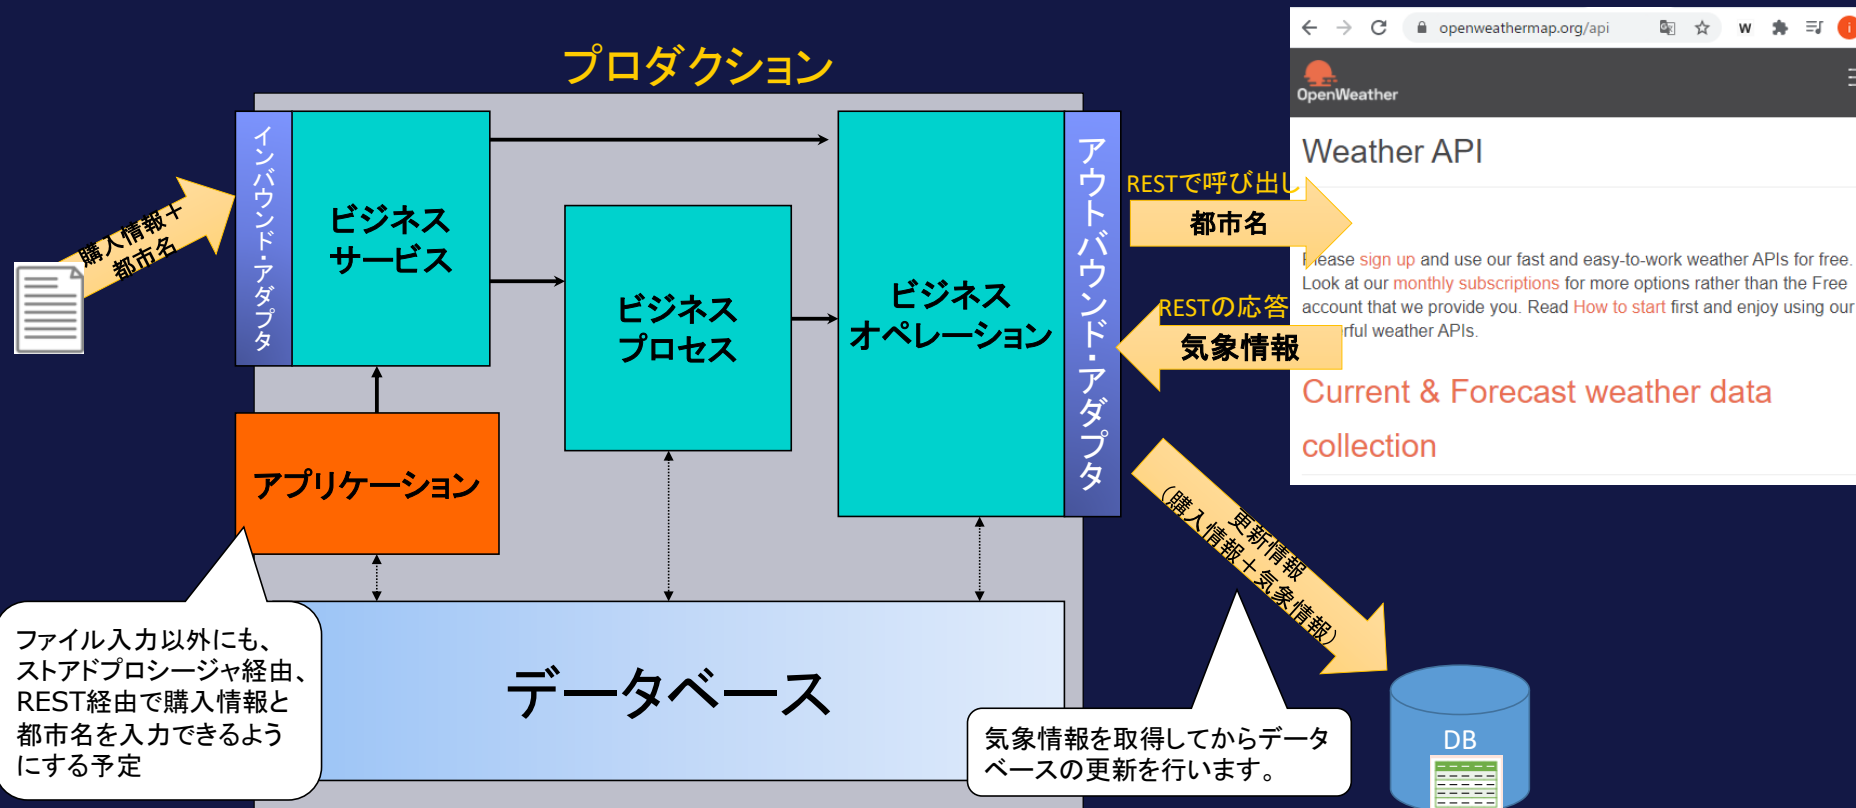 プロダクション
購入情報＋
都市名
インバウンド・アダプタ
ビジネス
サービス
ビジネス
プロセス
ビジネス
オペレーション
アウトバウンド・アダプタ
アプリケーション
データベース
ファイル入力以外にも、
ストアドプロシージャ経由、
REST経由で購入情報と
都市名を入力できるよう
にする予定
RESTで呼び出し
都市名
RESTの応答
気象情報
更新情報
（購入情報＋気象情報）
気象情報を取得してからデータ
ベースの更新を行います。
DB
openweathermap.org/api
W
i
OpenWeather
Weather API
ease sign up and use our fast and easy-to-work weather APIs for free.
Look at our monthly subscriptions for more options rather than the Free
account that we provide you. Read How to start first and enjoy using our
rful weather APIs.
Current & Forecast weather data
collection